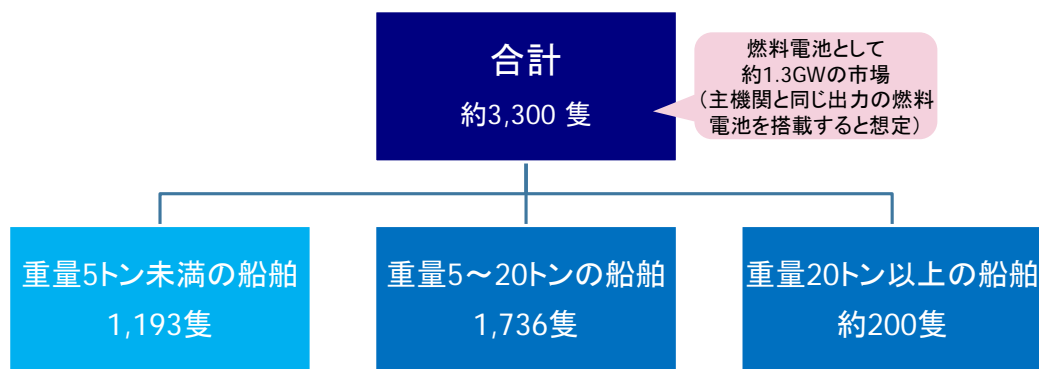 合計
約3,300 隻
燃料電池として
約1.3GWの市場
（主機関と同じ出力の燃料
電池を搭載すると想定）
重量5トン未満の船舶
1,193隻
重量5～20トンの船舶
1,736隻
重量20トン以上の船舶
約200隻